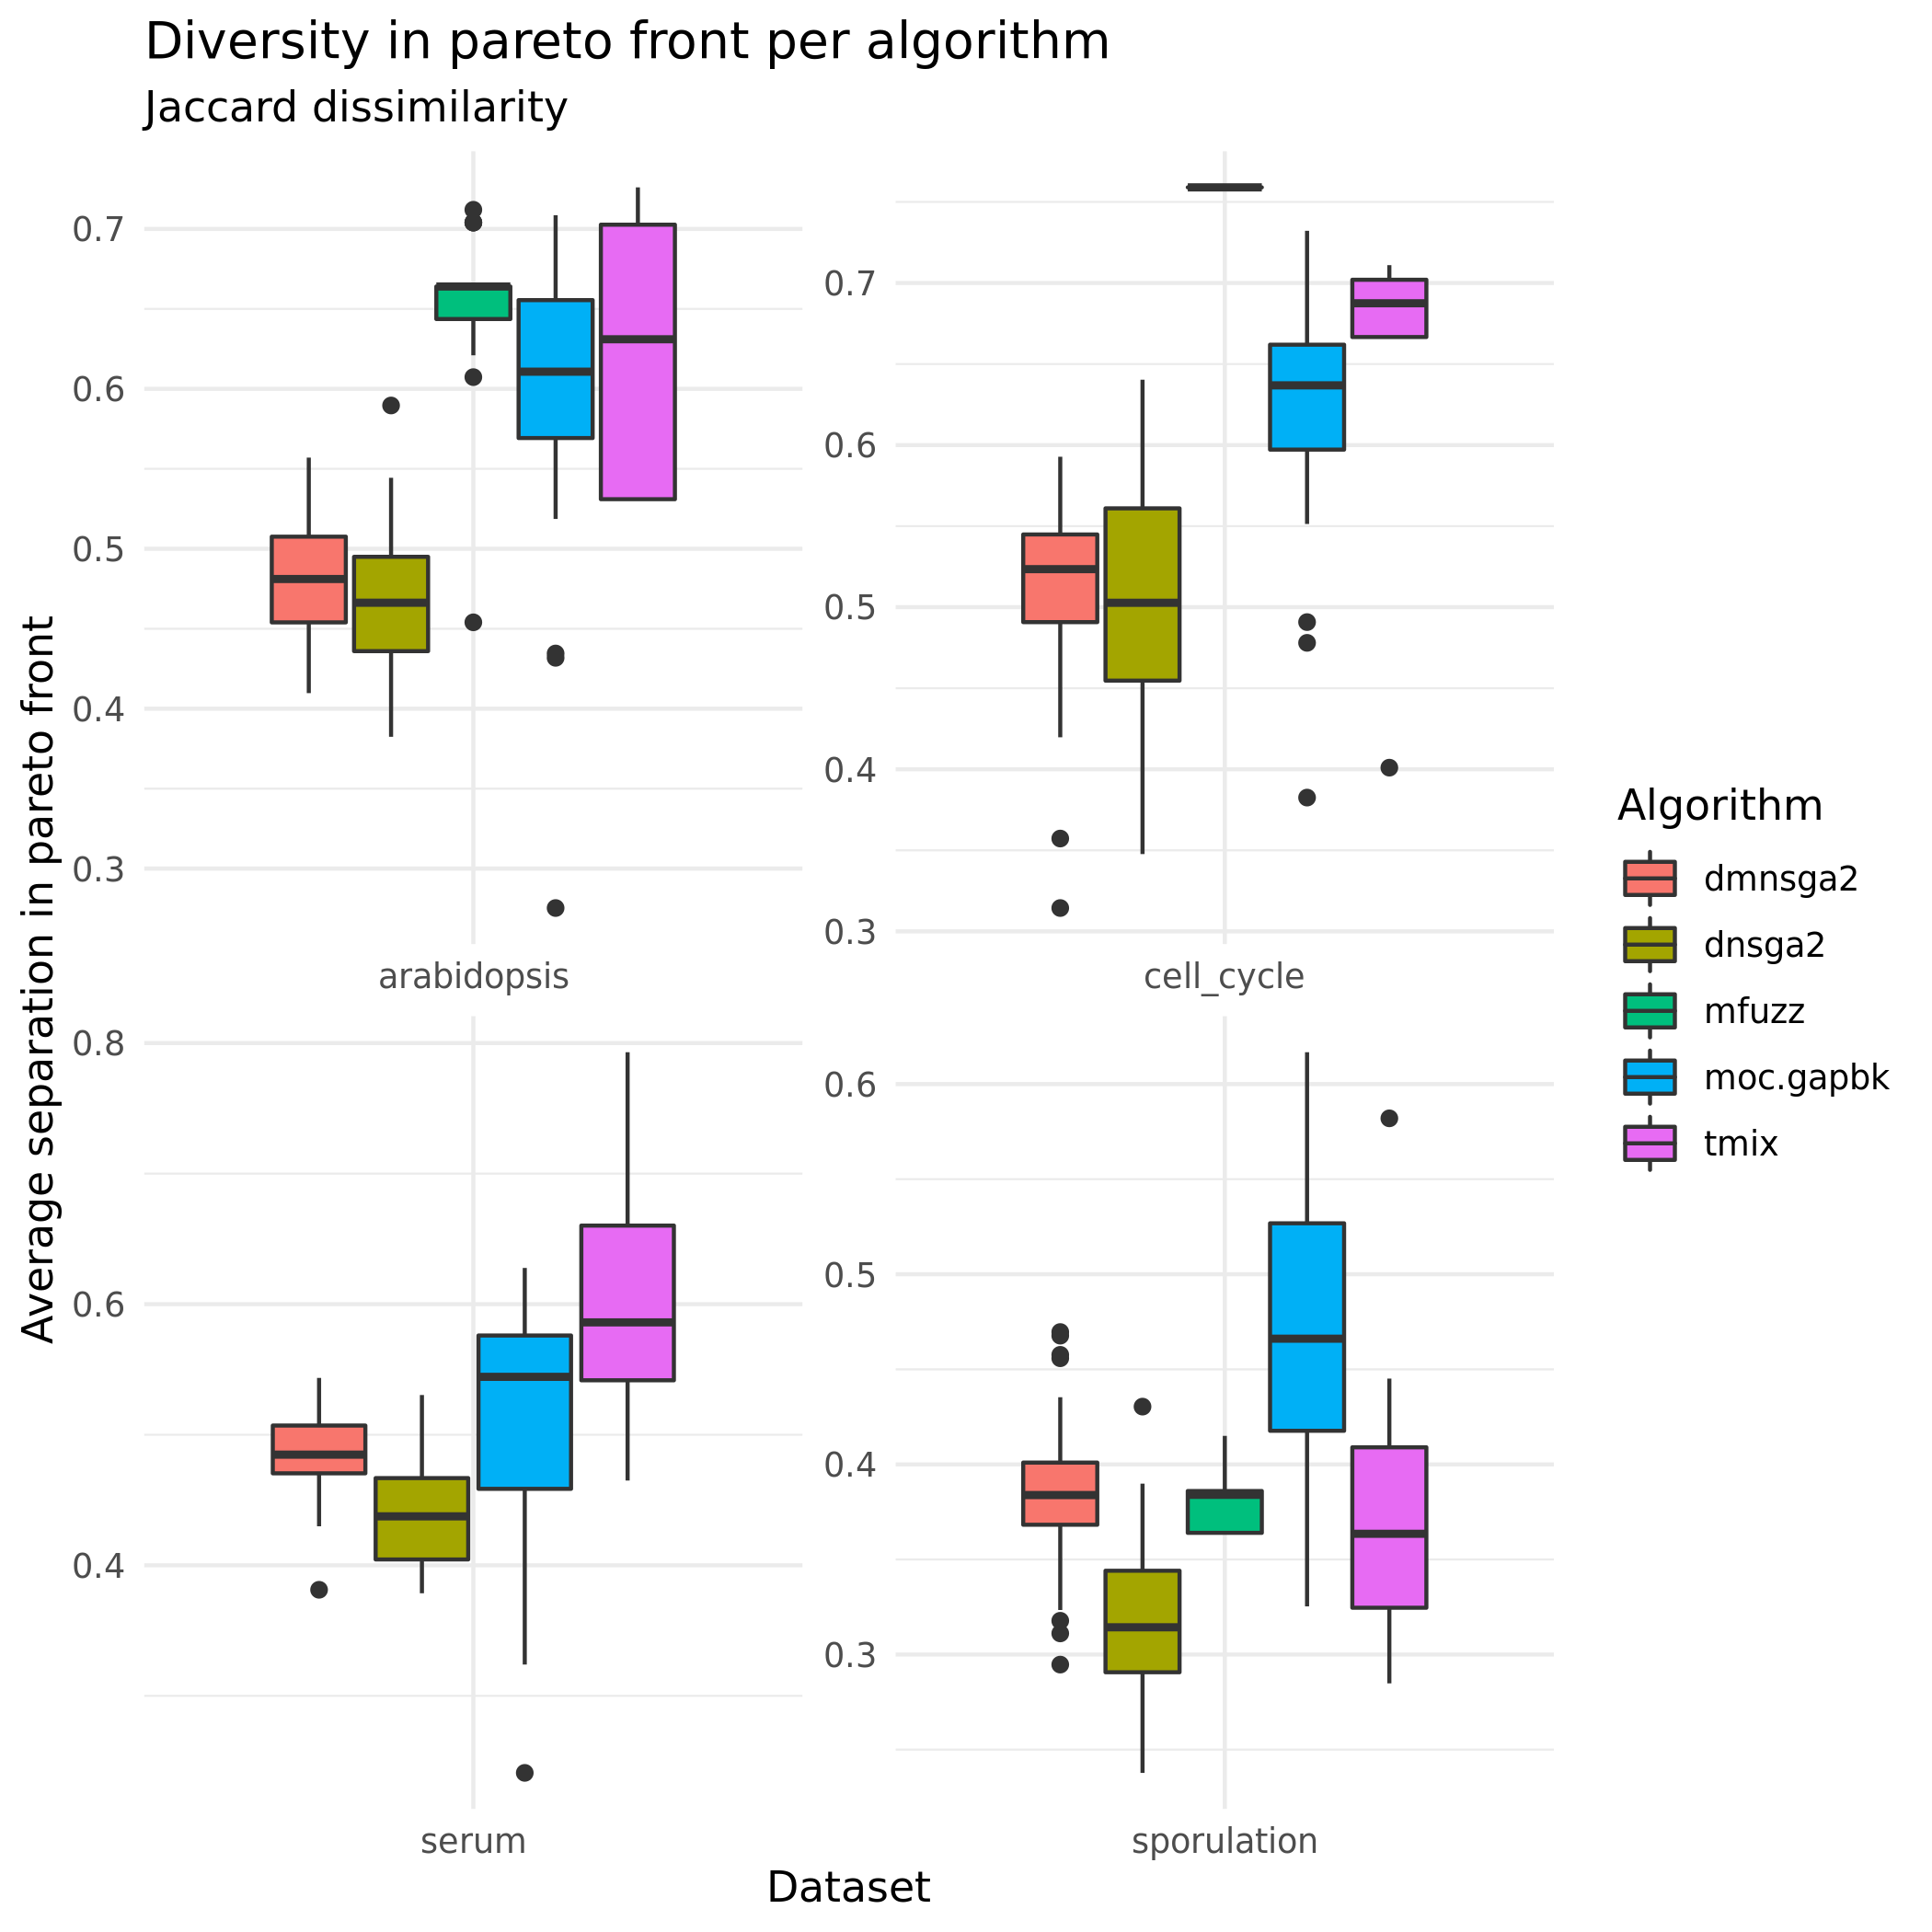 Diversity in pareto front per algorithm
Jaccard dissimilarity
Average separation in pareto front
0.7
0.6
0.5
0.4
0.3
arabidopsis
0.7
0.6
0.5
0.4
0.3
cell_cycle
0.8
0.6
0.4
serum
0.6
0.5
0.4
0.3
sporulation
Dataset
Algorithm
dmnsga2
dnsga2
mfuzz
moc.gapbk
tmix